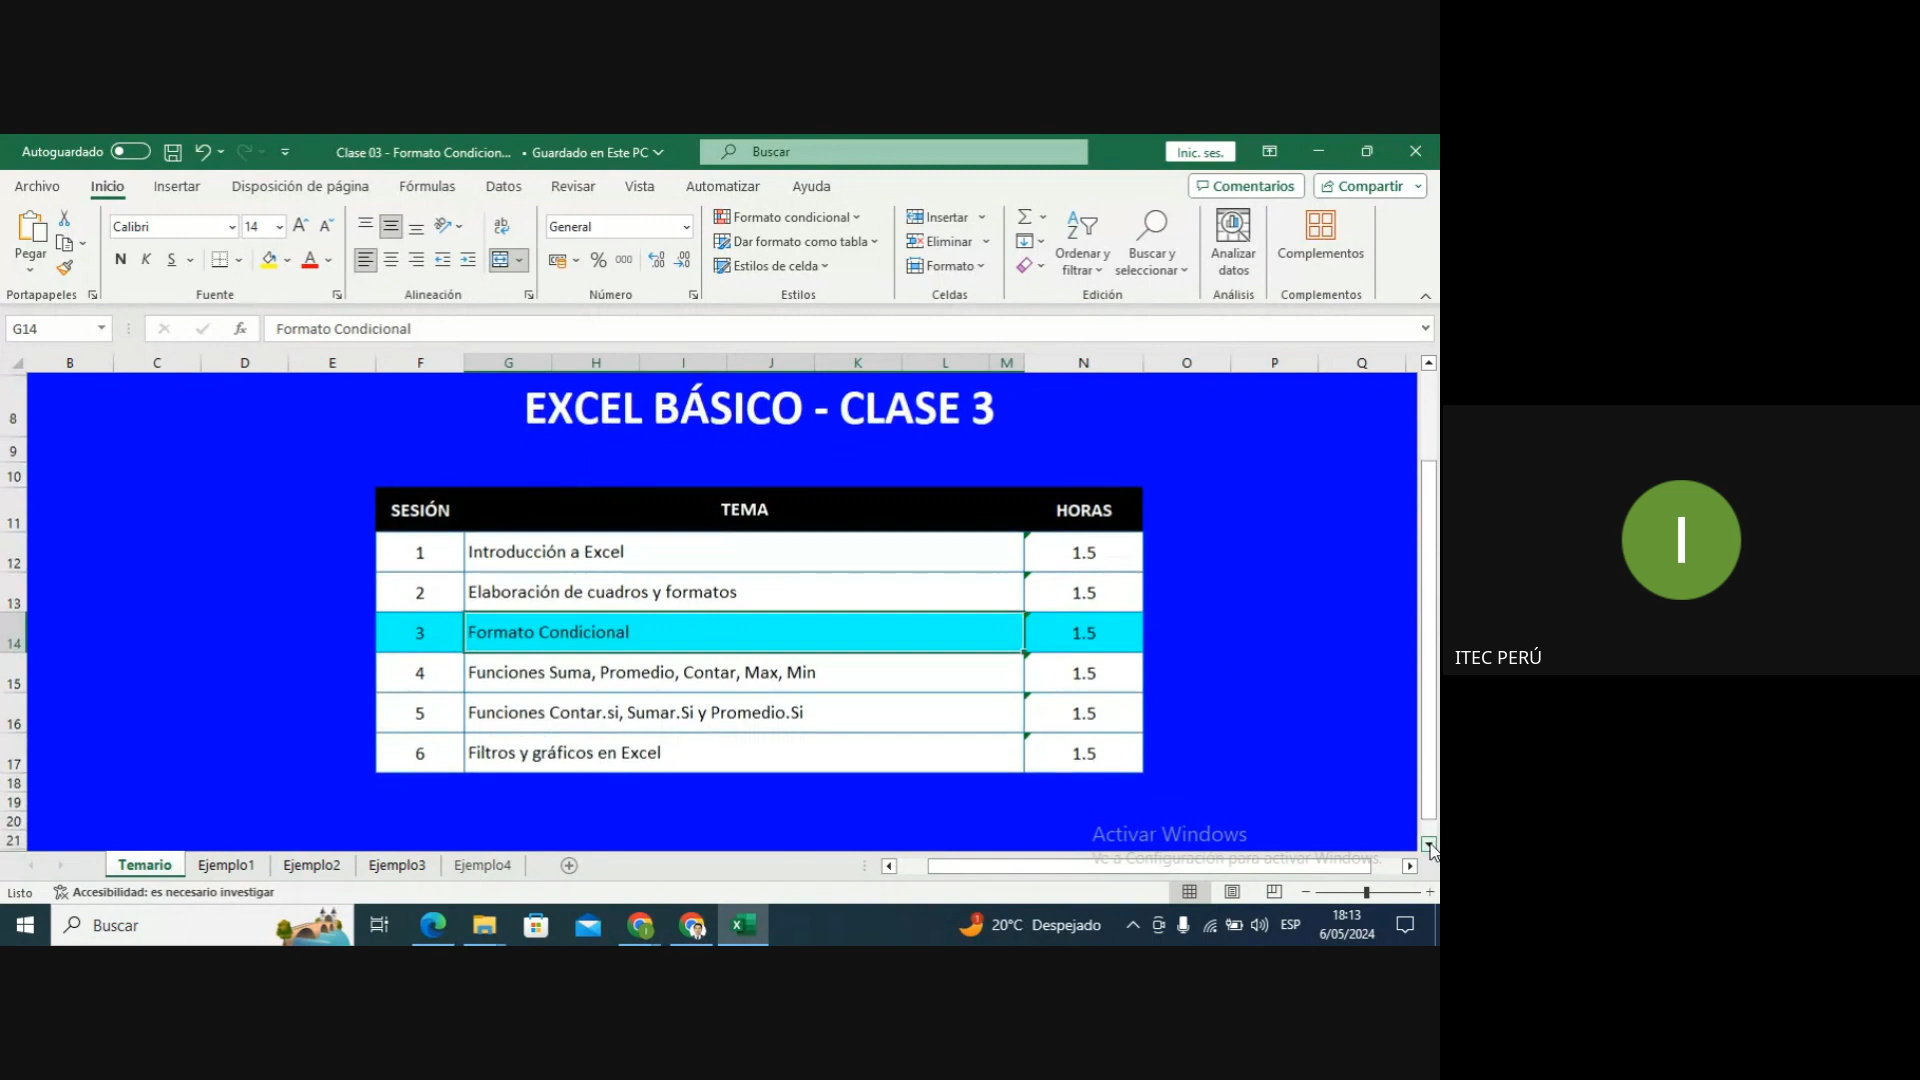 Autoguardado
Clase 03 - Formato Condicion... • Guardado en Este PC
Buscar
Inic. ses.
Archivo Inicio Insertar Disposición de página Fórmulas Datos Revisar Vista Automatizar Ayuda
Comentarios Compartir
Pegar
Calibri 14
N K S
General
% 000
Formato condicional
Dar formato como tabla
Estilos de celda
Insertar
Eliminar
Formato
Ordenar y filtrar
Buscar y seleccionar
Analizar datos
Complementos
Portapapeles Fuente Alineación Número Estilos Celdas Edición Análisis Complementos
G14 fx Formato Condicional
B C D E F G H I J K L M N O P Q
8 EXCEL BÁSICO - CLASE 3
9
10
11 SESIÓN TEMA HORAS
12 1 Introducción a Excel 1.5
13 2 Elaboración de cuadros y formatos 1.5
14 3 Formato Condicional 1.5
15 4 Funciones Suma, Promedio, Contar, Max, Min 1.5
16 5 Funciones Contar.si, Sumar.Si y Promedio.Si 1.5
17 6 Filtros y gráficos en Excel 1.5
18
19
20
21
Activar Windows
Ve a Configuración para activar Windows.
Temario Ejemplo1 Ejemplo2 Ejemplo3 Ejemplo4
Listo Accesibilidad: es necesario investigar
Buscar
20°C Despejado
ESP
18:13
6/05/2024
I
ITEC PERÚ